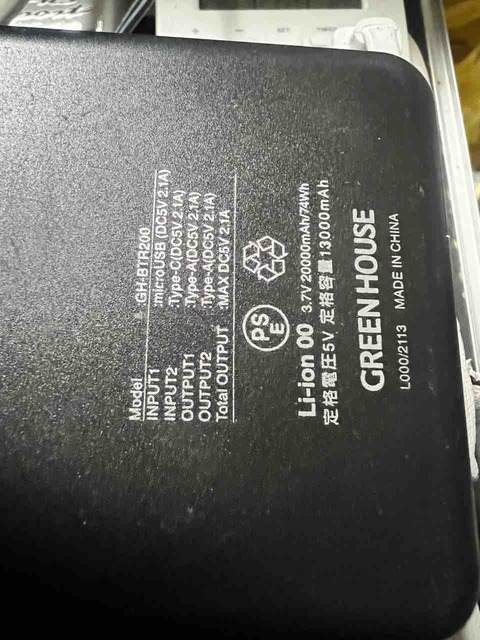 Model :GH-BTR200
INPUT1 :microUSB (DC5V 2.1A)
INPUT2 :Type-C(DC5V 2.1A)
OUTPUT1 :Type-A(DC5V 2.1A)
OUTPUT2 :Type-A(DC5V 2.1A)
Total OUTPUT :MAX DC5V 2.1A
PS
E
Li-ion 00 3.7V 20000mAh/74Wh
定格電圧5V 定格容量13000mAh
GREEN HOUSE
L000/2113 MADE IN CHINA